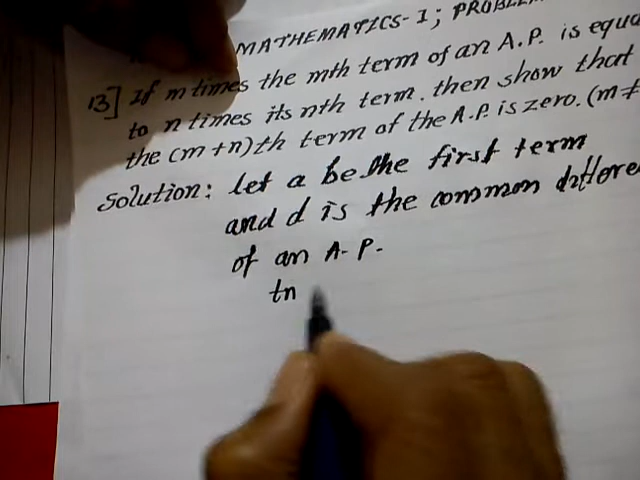 MATHEMATICS-1; PROBLEM
13] If m times the mth term of an A.P. is equa
to n times its nth term. then show that
the (m+n)th term of the A.P. is zero. (m≠
Solution: let a be the first term
and d is the common differe
of an A.P.
tn